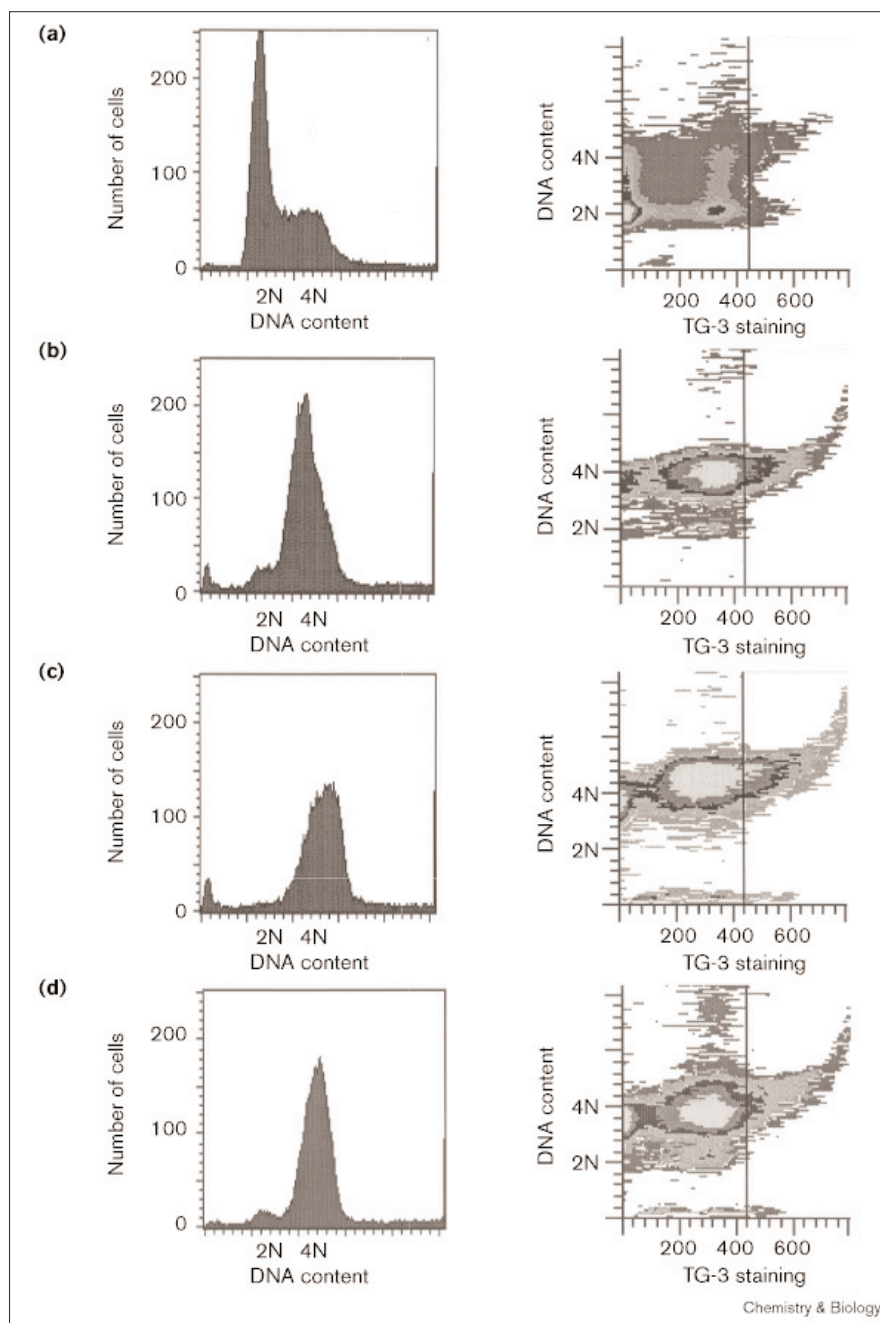 (a)
Number of cells
200
100
0
2N 4N
DNA content
DNA content
4N
2N
200 400 600
TG-3 staining
(b)
Number of cells
200
100
0
2N 4N
DNA content
DNA content
4N
2N
200 400 600
TG-3 staining
(c)
Number of cells
200
100
0
2N 4N
DNA content
DNA content
4N
2N
200 400 600
TG-3 staining
(d)
Number of cells
200
100
0
2N 4N
DNA content
DNA content
4N
2N
200 400 600
TG-3 staining
Chemistry & Biology